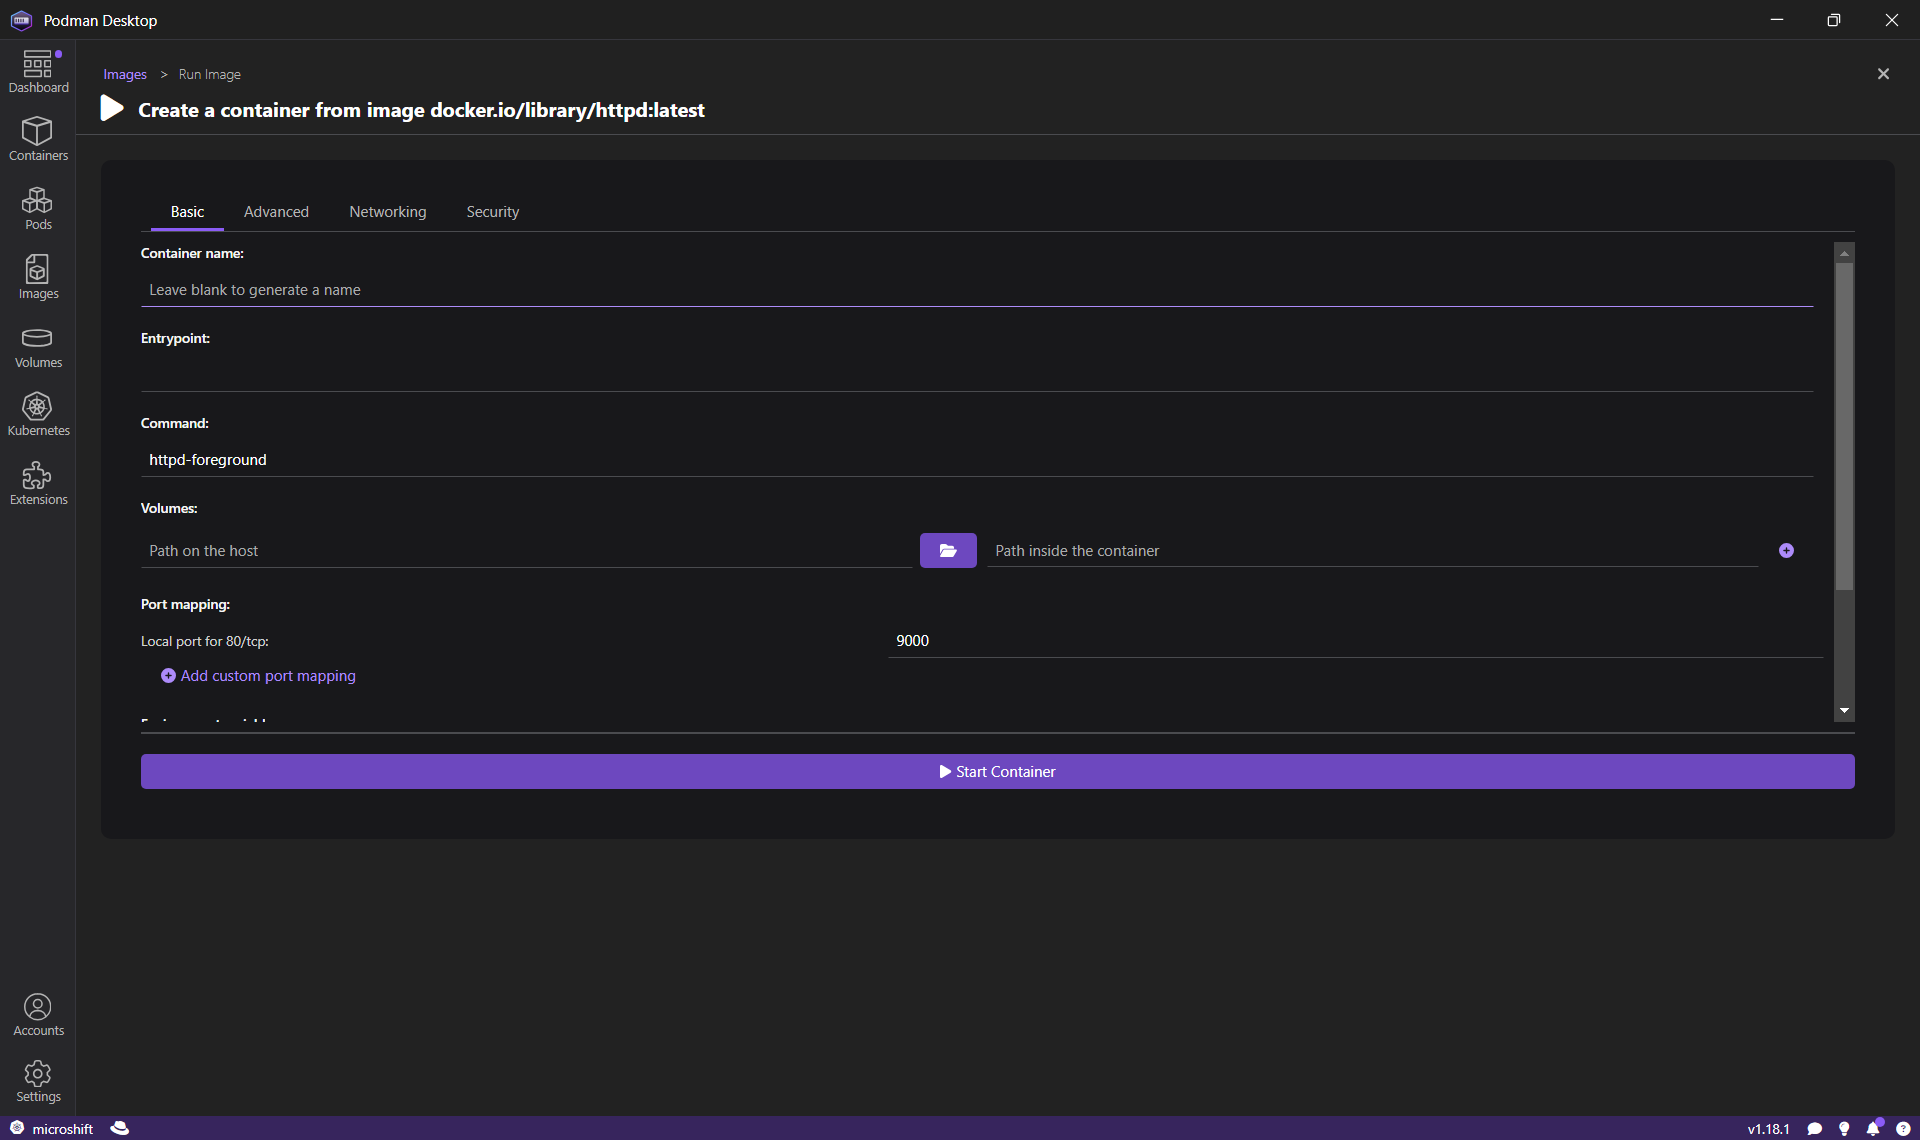 Podman Desktop
Dashboard
Containers
Pods
Images
Volumes
Kubernetes
Extensions
Accounts
Settings
Images > Run Image
Create a container from image docker.io/library/httpd:latest
Basic Advanced Networking Security
Container name:
Leave blank to generate a name
Entrypoint:
Command:
httpd-foreground
Volumes:
Path on the host Path inside the container
Port mapping:
Local port for 80/tcp: 9000
Add custom port mapping
Start Container
microshift v1.18.1